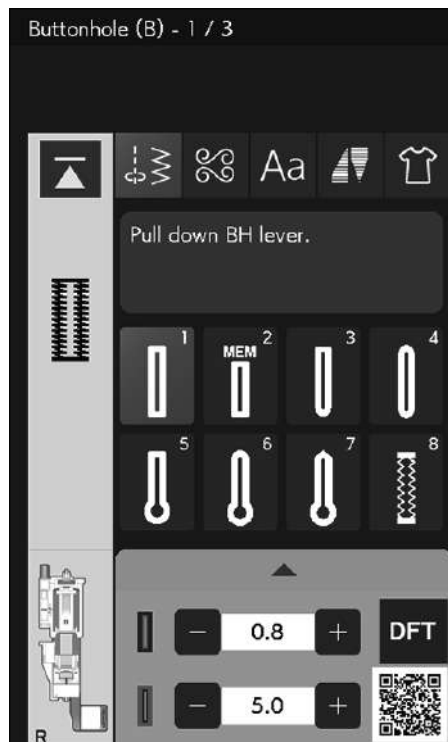 Buttonhole (B) - 1 / 3
Aa
Pull down BH lever.
1
MEM 2
3
4
5
6
7
8
− 0.8 + DFT
− 5.0 +
R